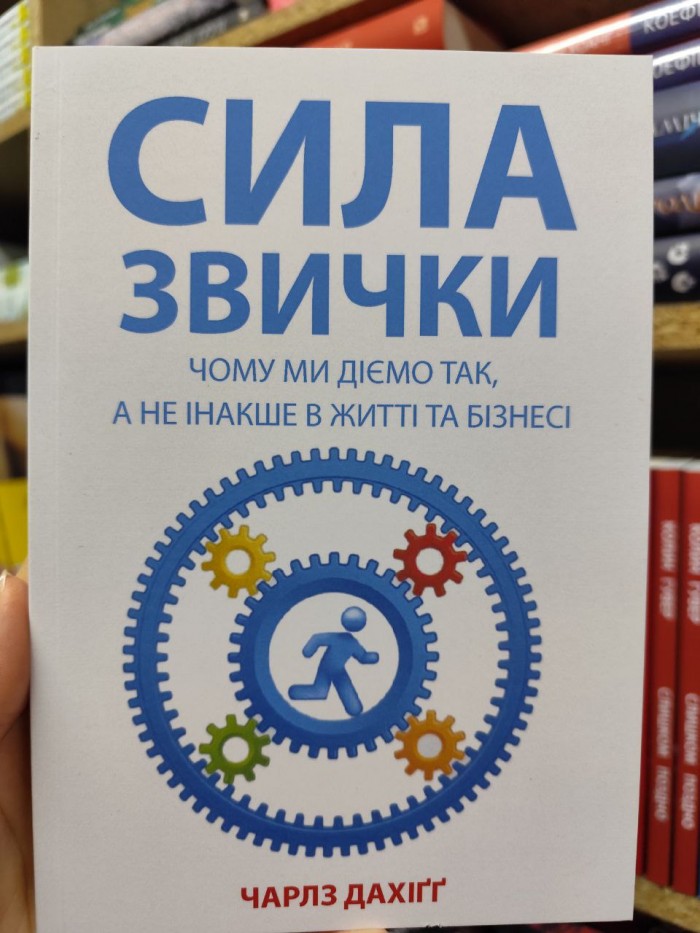 СИЛА
ЗВИЧКИ
ЧОМУ МИ ДІЄМО ТАК,
А НЕ ІНАКШЕ В ЖИТТІ ТА БІЗНЕСІ
ЧАРЛЗ ДАХІҐҐ